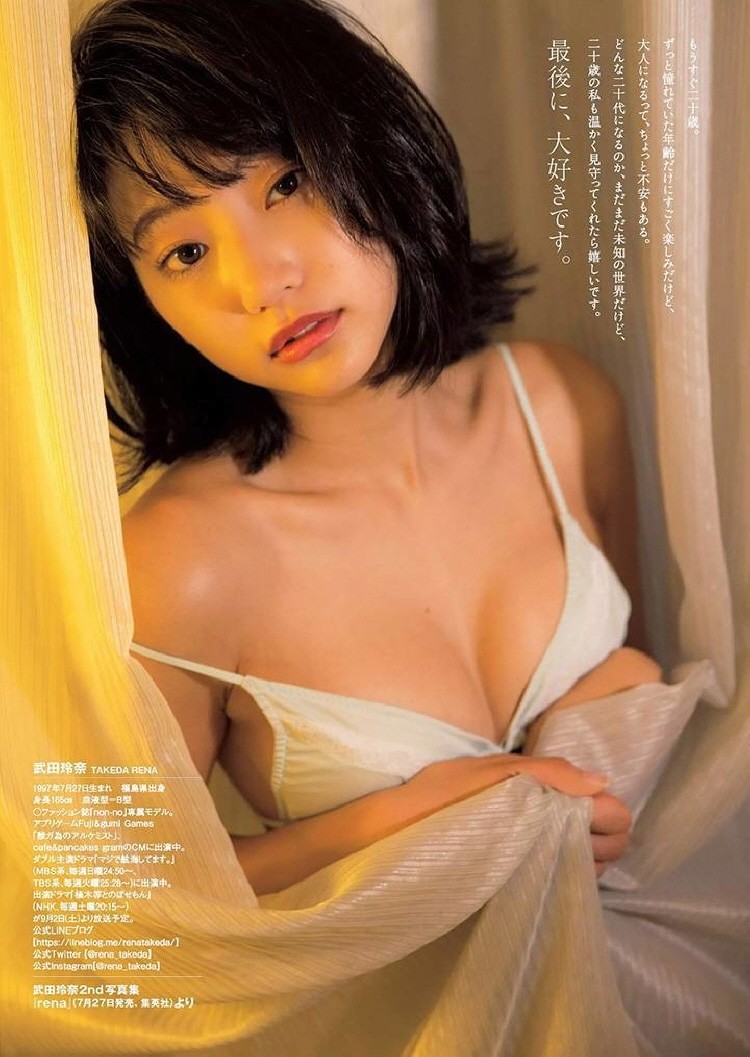 もうすぐ二十歳。
ずっと憧れていた年齢だけにすごく楽しみだけど、
大人になるって、ちょっと不安もある。
どんな二十代になるのか、まだまだ未知の世界だけど、
二十歳の私も温かく見守ってくれたら嬉しいです。
最後に、大好きです。
武田玲奈 TAKEDA RENA
1997年7月27日生まれ 福島県出身
身長165㎝ 血液型=B型
○ファッション誌『non-no』専属モデル。
アプリゲームFuji&gumi Games
『誰ガ為のアルケミスト』、
cafe&pancakes gramのCMに出演中。
ダブル主演ドラマ『マジで航海してます。』
(MBS系、毎週日曜24:50〜、
TBS系、毎週火曜25:28〜)に出演中。
出演ドラマ『植木等とのぼせもん』
(NHK、毎週土曜20:15〜)
が9月2日(土)より放送予定。
公式LINEブログ
[https://lineblog.me/renatakeda/]
公式Twitter[@rena_takeda]
公式Instagram[@rena_takeda]
武田玲奈2nd写真集
『rena』(7月27日発売、集英社)より